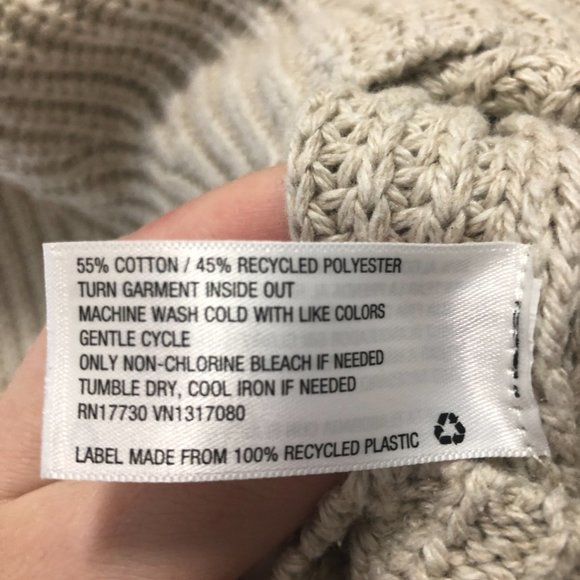 55% COTTON / 45% RECYCLED POLYESTER
TURN GARMENT INSIDE OUT
MACHINE WASH COLD WITH LIKE COLORS
GENTLE CYCLE
ONLY NON-CHLORINE BLEACH IF NEEDED
TUMBLE DRY, COOL IRON IF NEEDED
RN17730 VN1317080
LABEL MADE FROM 100% RECYCLED PLASTIC